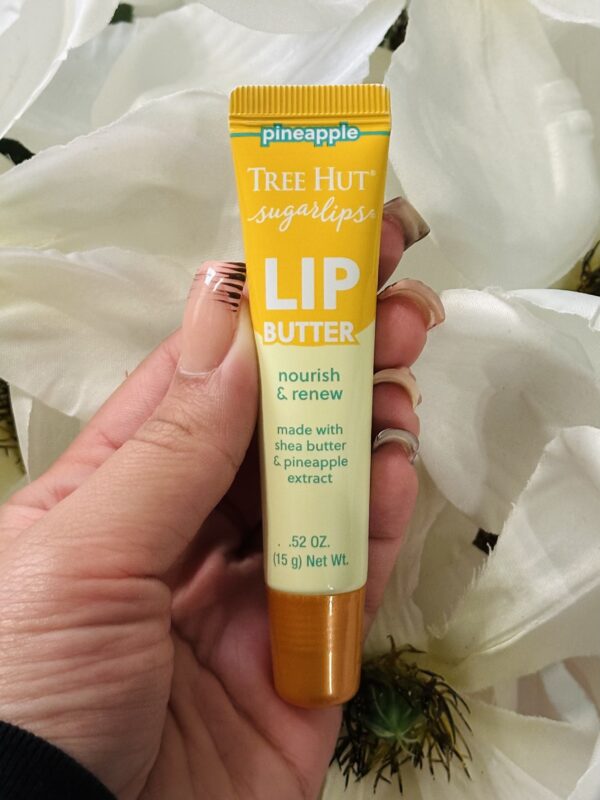 pineapple
TREE HUT®
sugarlips®
LIP
BUTTER
nourish
& renew
made with
shea butter
& pineapple
extract
.52 OZ.
(15 g) Net Wt.